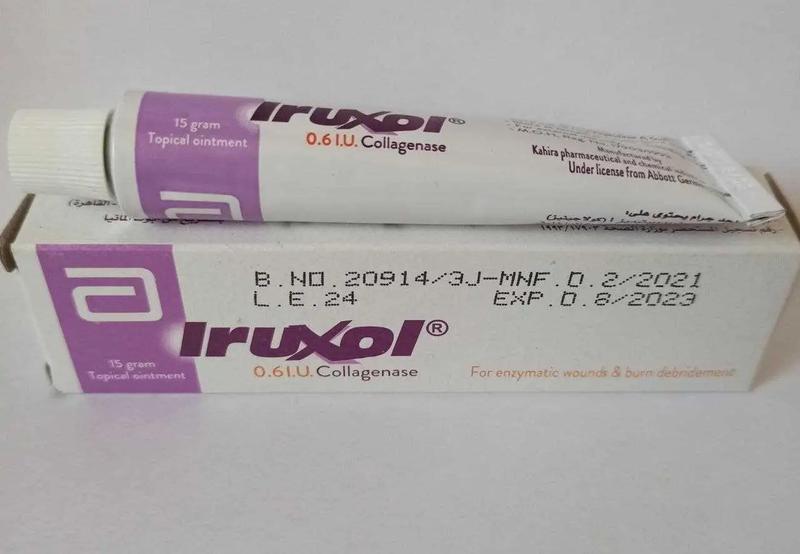 15 gram
Topical ointment
Iruxol®
0.6 I.U. Collagenase
Manufactured by
Kahira pharmaceutical and chemical
Under license from Abbott
B.NO.20914/3J-MNF.D.2/2021
L.E.24 EXP.D.8/2023
Iruxol®
0.6 I.U. Collagenase
15 gram
Topical ointment
For enzymatic wounds & burn debridement